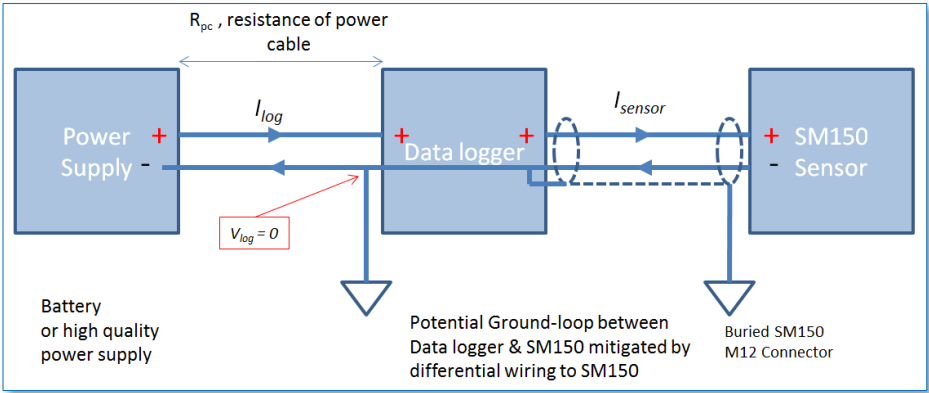 Rpc , resistance of power
cable
Ilog
Isensor
Power
Supply
+
-
+
+
Data logger
+
-
SM150
Sensor
Vlog = 0
Battery
or high quality
power supply
Potential Ground-loop between
Data logger & SM150 mitigated by
differential wiring to SM150
Buried SM150
M12 Connector